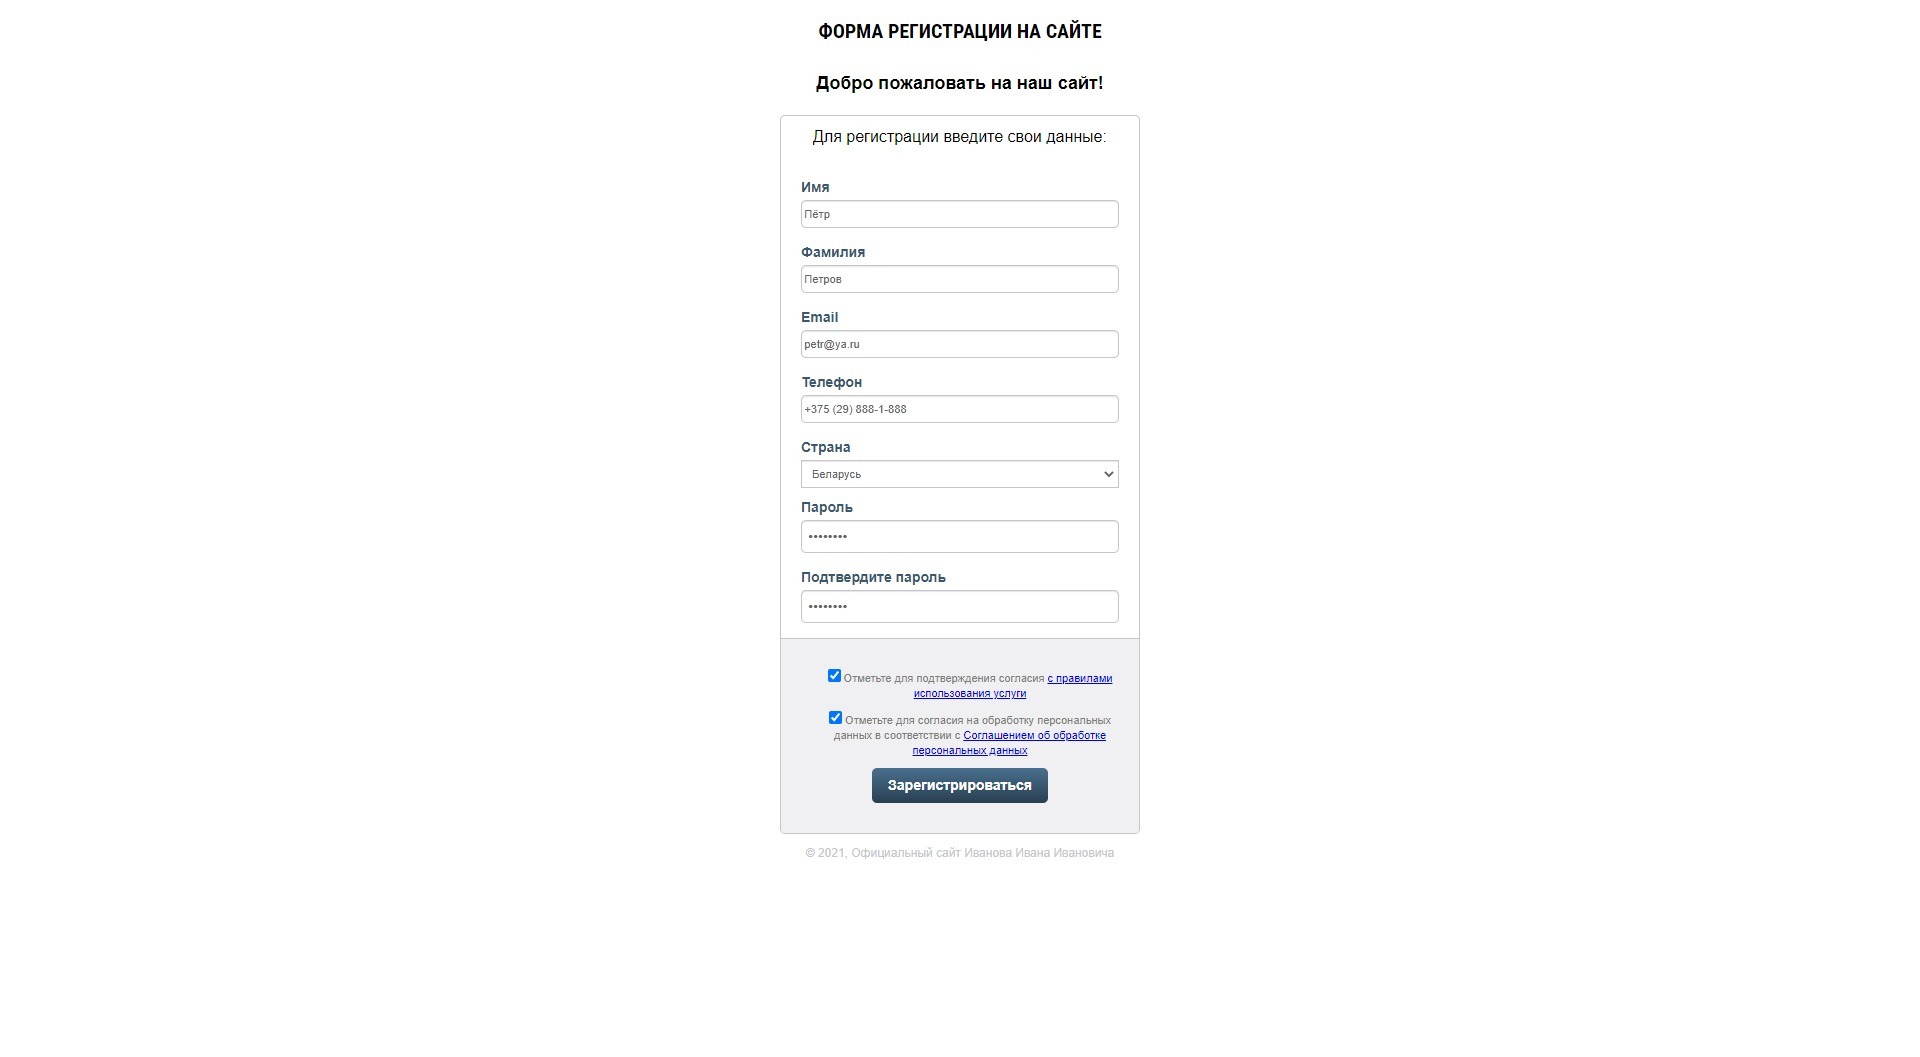 ФОРМА РЕГИСТРАЦИИ НА САЙТЕ
Добро пожаловать на наш сайт!
Для регистрации введите свои данные:
Имя
Пётр
Фамилия
Петров
Email
petr@ya.ru
Телефон
+375 (29) 888-1-888
Страна
Беларусь
Пароль
••••••••
Подтвердите пароль
••••••••
Отметьте для подтверждения согласия с правилами
использования услуги
Отметьте для согласия на обработку персональных
данных в соответствии с Соглашением об обработке
персональных данных
Зарегистрироваться
© 2021, Официальный сайт Иванова Ивана Ивановича